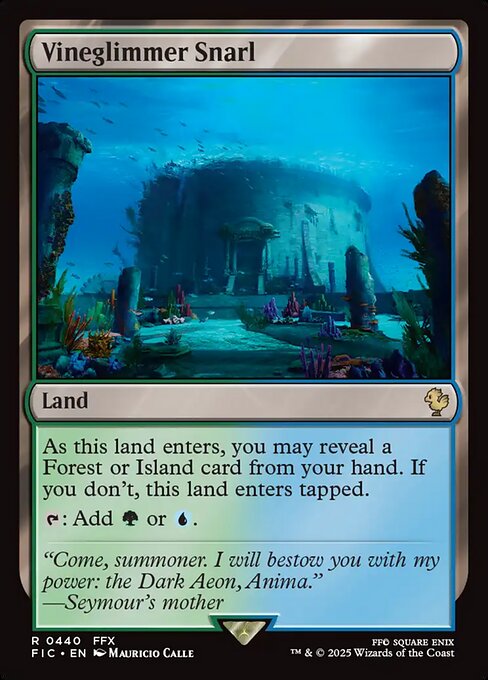 Vineglimmer Snarl
Land
As this land enters, you may reveal a
Forest or Island card from your hand. If
you don't, this land enters tapped.
: Add or .
“Come, summoner. I will bestow you with my
power: the Dark Aeon, Anima.”
—Seymour's mother
R 0440 FFX
FIC • EN Mauricio Calle
FF© SQUARE ENIX
™ & © 2025 Wizards of the Coast